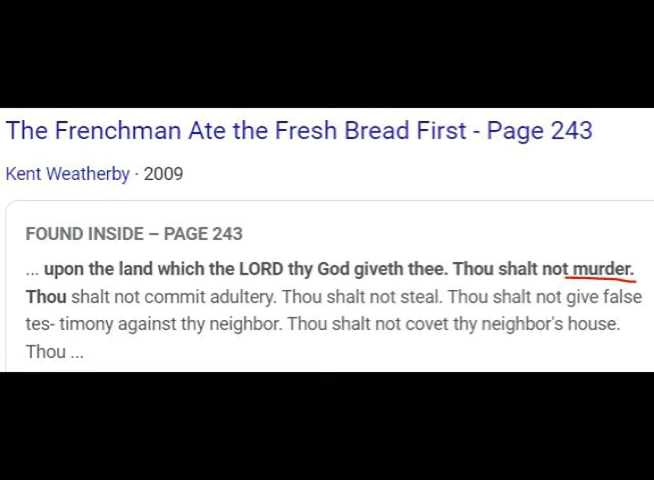 The Frenchman Ate the Fresh Bread First - Page 243
Kent Weatherby · 2009
FOUND INSIDE – PAGE 243
... upon the land which the LORD thy God giveth thee. Thou shalt not murder.
Thou shalt not commit adultery. Thou shalt not steal. Thou shalt not give false
tes- timony against thy neighbor. Thou shalt not covet thy neighbor's house.
Thou ...